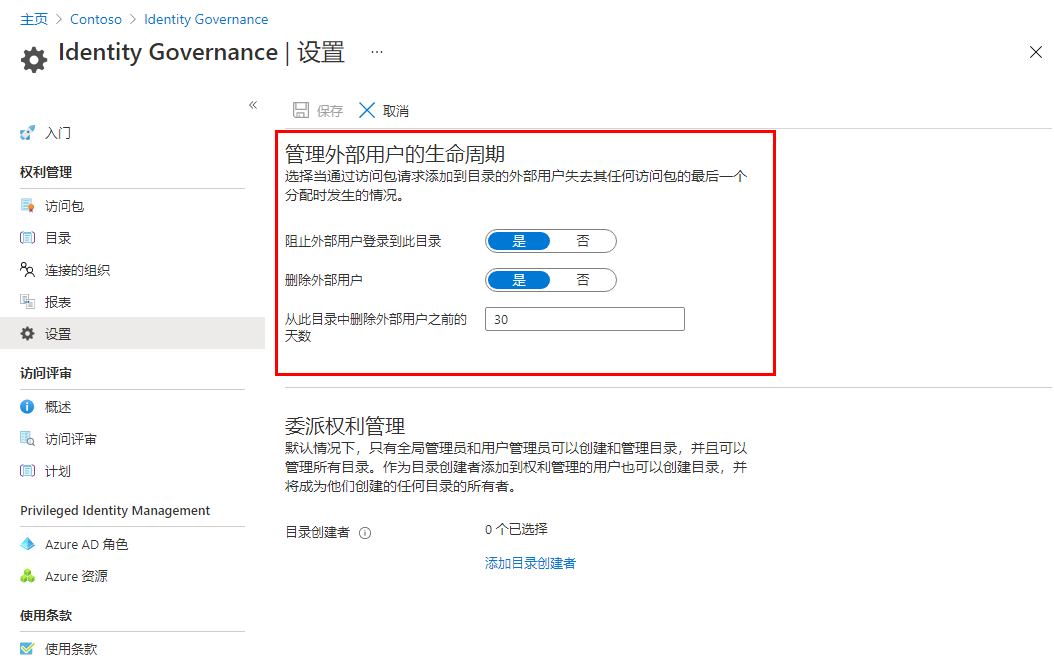 主页 > Contoso > Identity Governance
Identity Governance | 设置 ...
«
保存 取消
入门
权利管理
访问包
目录
连接的组织
报表
设置
访问评审
概述
访问评审
计划
Privileged Identity Management
Azure AD 角色
Azure 资源
使用条款
使用条款
管理外部用户的生命周期
选择当通过访问包请求添加到目录的外部用户失去其任何访问包的最后一个
分配时发生的情况。
阻止外部用户登录到此目录 是 否
删除外部用户 是 否
从此目录中删除外部用户之前的 30
天数
委派权利管理
默认情况下，只有全局管理员和用户管理员可以创建和管理目录，并且可以
管理所有目录。作为目录创建者添加到权利管理的用户也可以创建目录，并
将成为他们创建的任何目录的所有者。
目录创建者 0 个已选择
添加目录创建者